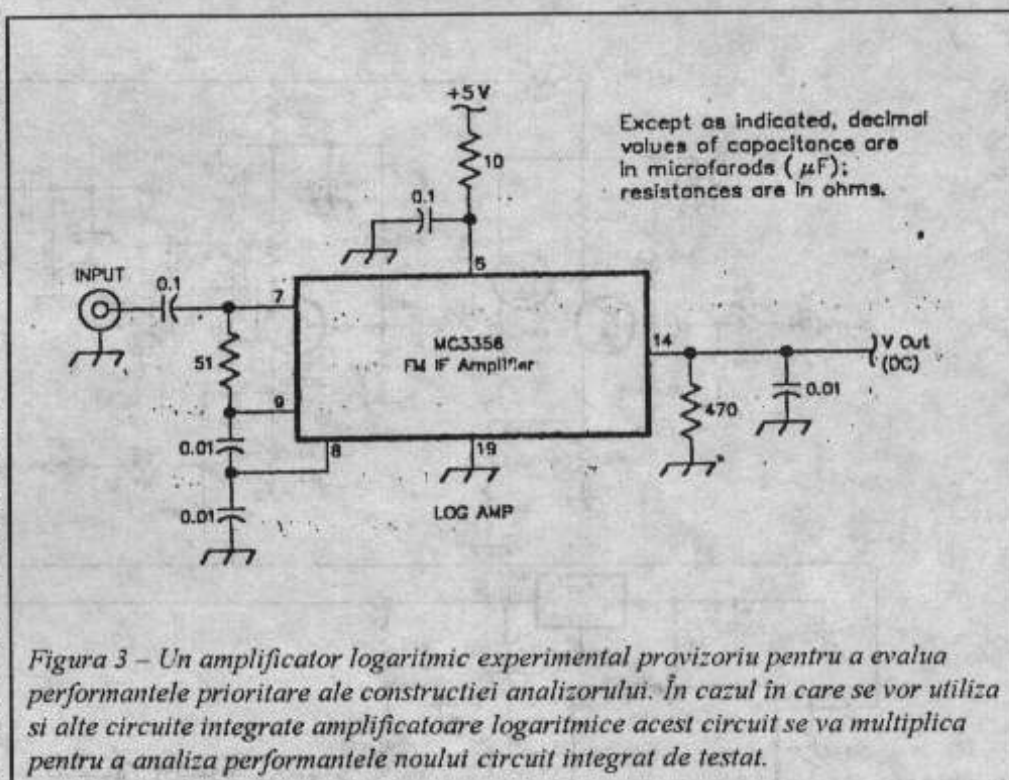 +5 V
Except as indicated, decimal
values of capacitance are
in microfarads ( µF);
resistances are in ohms.
10
0.1
INPUT
0.1
7
51
9
0.01
8
0.01
MC3356
FM IF Amplifier
19
LOG AMP
14
V Out
(DC)
470
0.01
Figura 3 – Un amplificator logaritmic experimental provizoriu pentru a evalua
performantele prioritare ale constructiei analizorului. În cazul în care se vor utiliza
si alte circuite integrate amplificatoare logaritmice acest circuit se va multiplica
pentru a analiza performantele noului circuit integrat de testat.